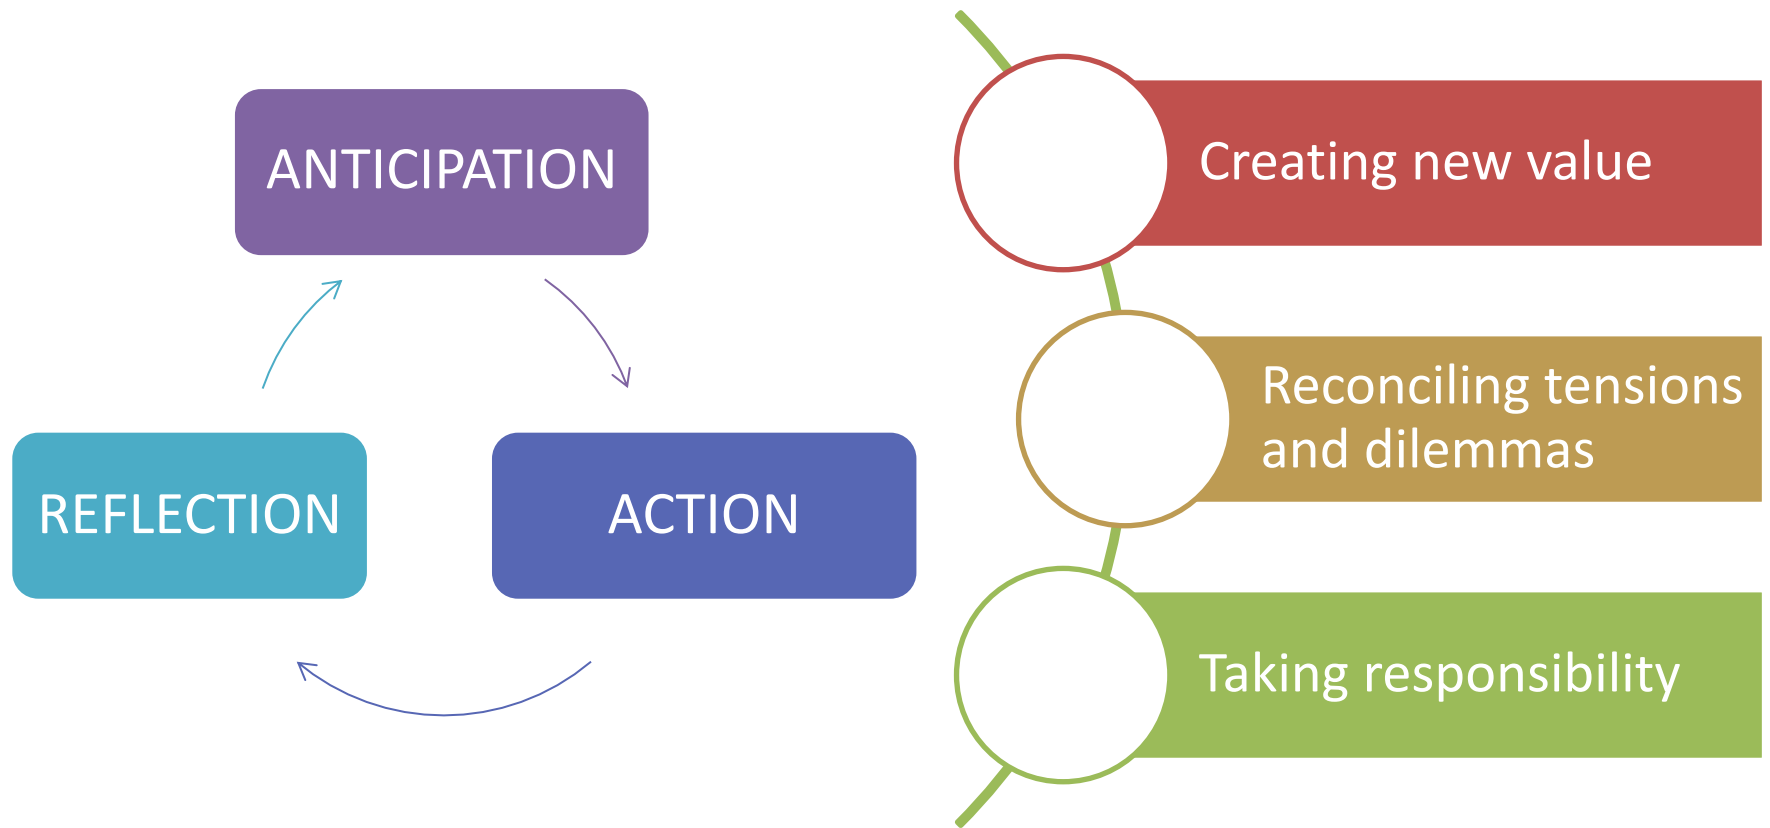 ANTICIPATION
ACTION
REFLECTION
Creating new value
Reconciling tensions
and dilemmas
Taking responsibility